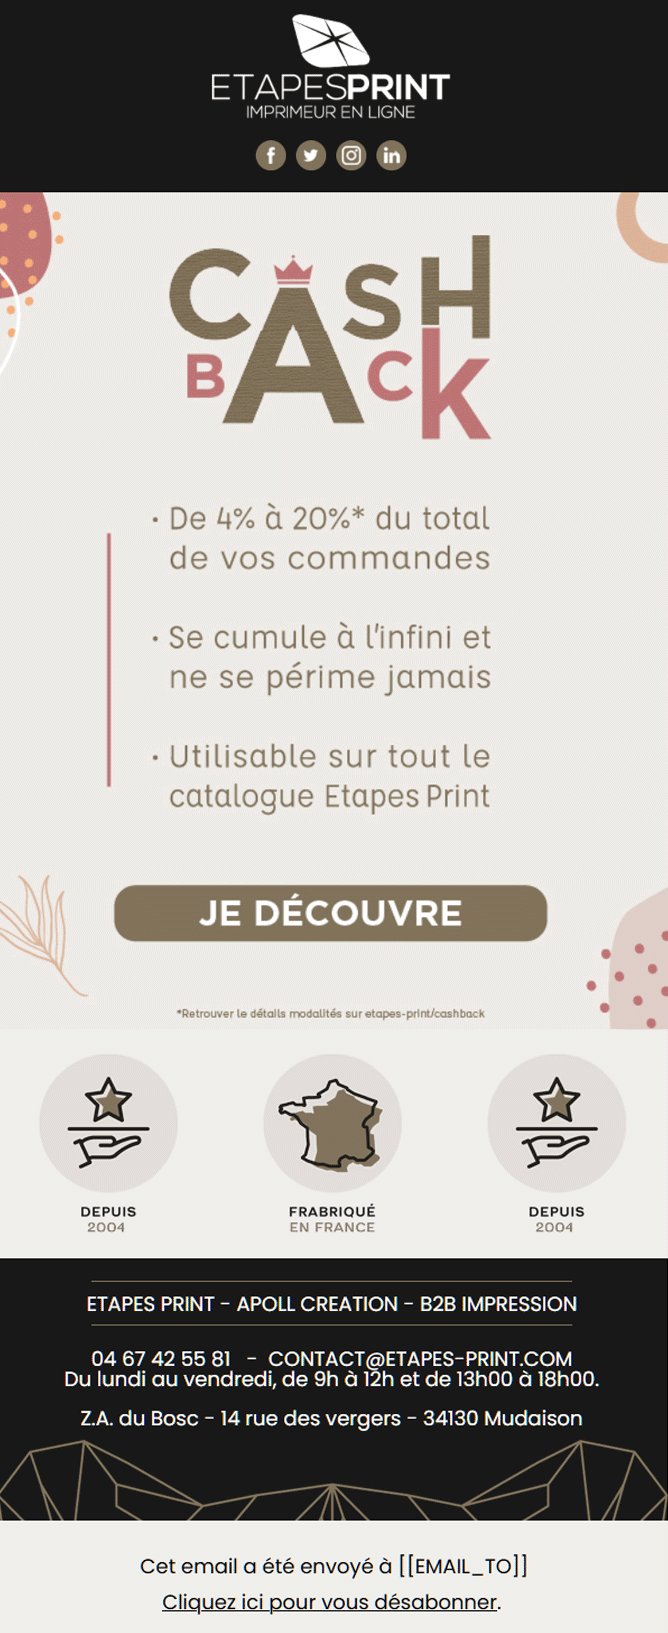 ETAPESPRINT
IMPRIMEUR EN LIGNE
CASH
BACK
• De 4% à 20%* du total
de vos commandes
• Se cumule à l'infini et
ne se périme jamais
• Utilisable sur tout le
catalogue Etapes Print
JE DÉCOUVRE
*Retrouver le détails modalités sur etapes-print/cashback
DEPUIS
2004
FRABRIQUÉ
EN FRANCE
DEPUIS
2004
ETAPES PRINT - APOLL CREATION - B2B IMPRESSION
04 67 42 55 81 - CONTACT@ETAPES-PRINT.COM
Du lundi au vendredi, de 9h à 12h et de 13h00 à 18h00.
Z.A. du Bosc - 14 rue des vergers - 34130 Mudaison
Cet email a été envoyé à [[EMAIL_TO]]
Cliquez ici pour vous désabonner.